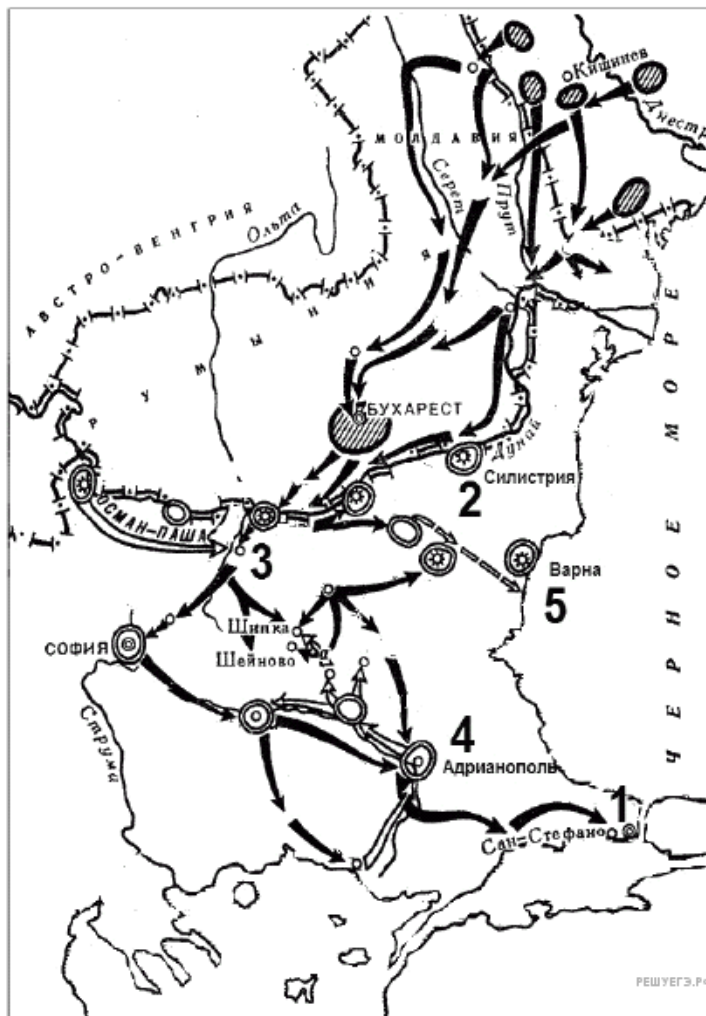 Кишинев
Днестр
МОЛДАВИЯ
Серет
Прут
АВСТРО-ВЕНГРИЯ
Ольта
РУМЫНИЯ
БУХАРЕСТ
Дунай
2
Силистрия
ОСМАН-ПАША
3
Варна
5
Шипка
СОФИЯ
Шейново
Струма
4
Адрианополь
1
Сан-Стефано
ЧЕРНОЕ МОРЕ
РЕШУЕГЭ.РФ